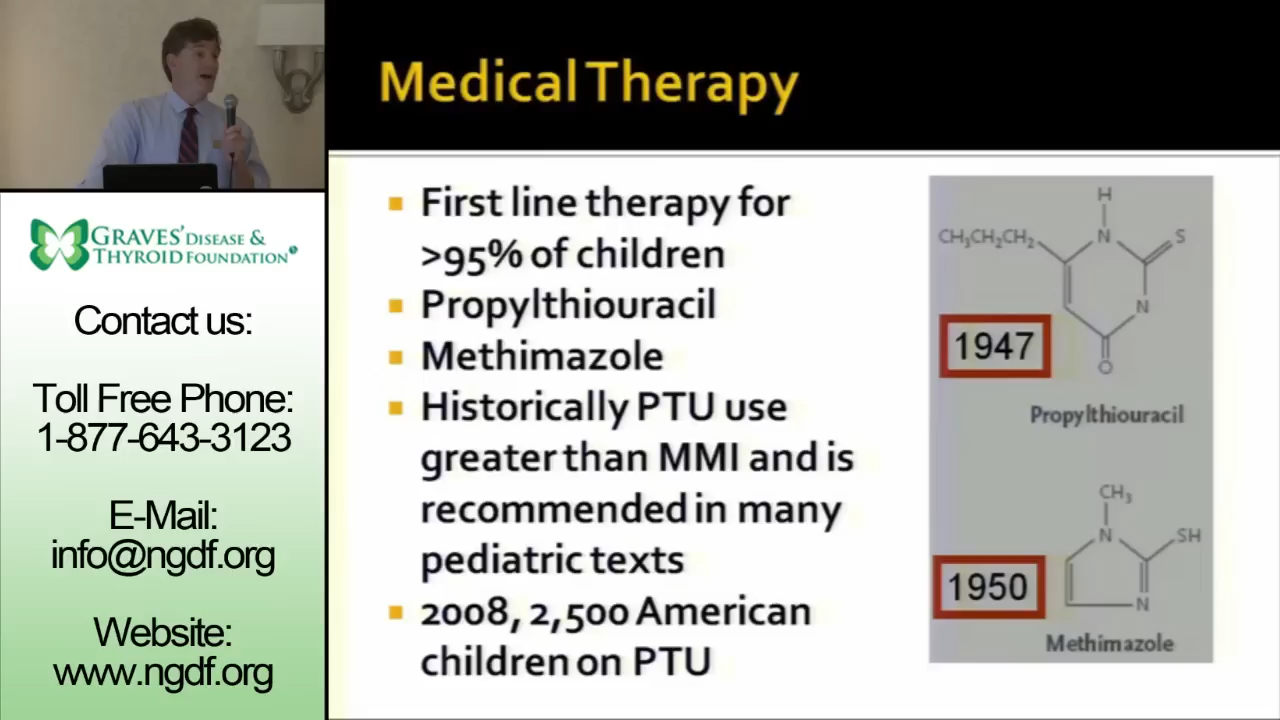 Medical Therapy
GRAVES' DISEASE &
THYROID FOUNDATION
Contact us:
Toll Free Phone:
1-877-643-3123
E-Mail:
info@ngdf.org
Website:
www.ngdf.org
First line therapy for
>95% of children
Propylthiouracil
Methimazole
Historically PTU use
greater than MMI and is
recommended in many
pediatric texts
2008, 2,500 American
children on PTU
H
CH₃CH₂CH₂
N
S
N
1947
O
Propylthiouracil
CH₃
N
SH
1950
N
Methimazole